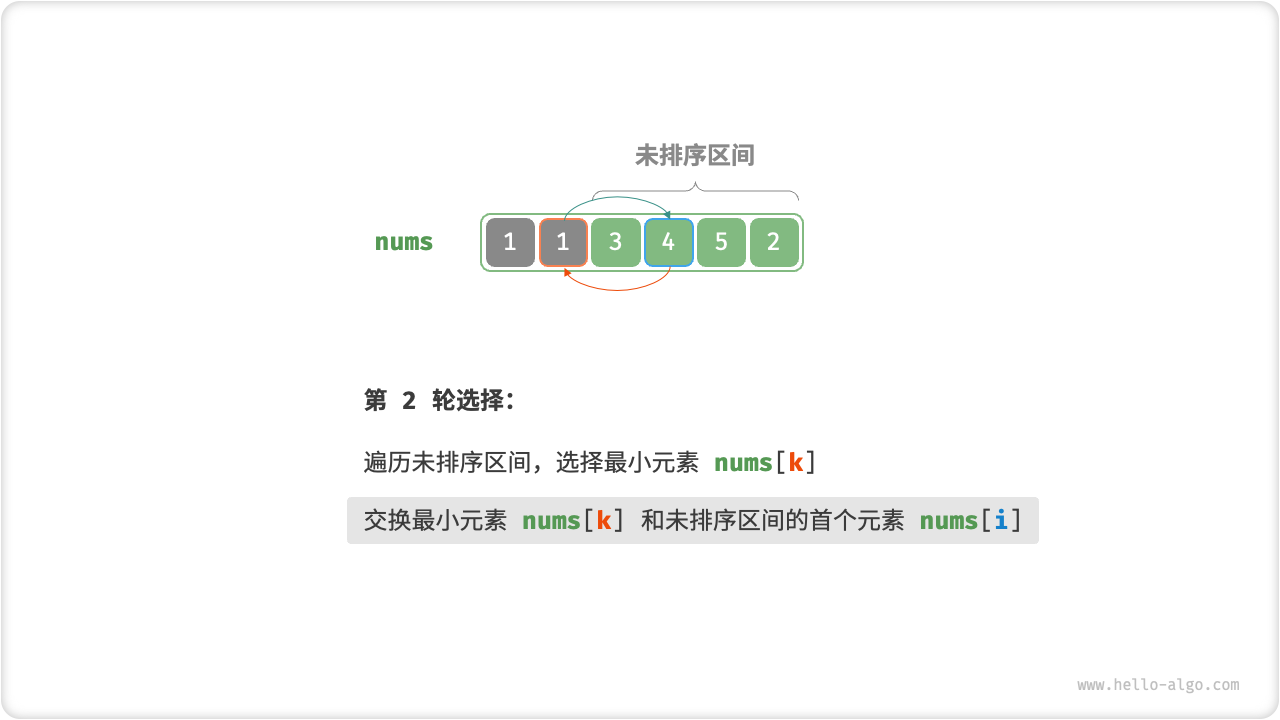 未排序区间
nums 1 1 3 4 5 2
第 2 轮选择：
遍历未排序区间，选择最小元素 nums[k]
交换最小元素 nums[k] 和未排序区间的首个元素 nums[i]
www.hello-algo.com